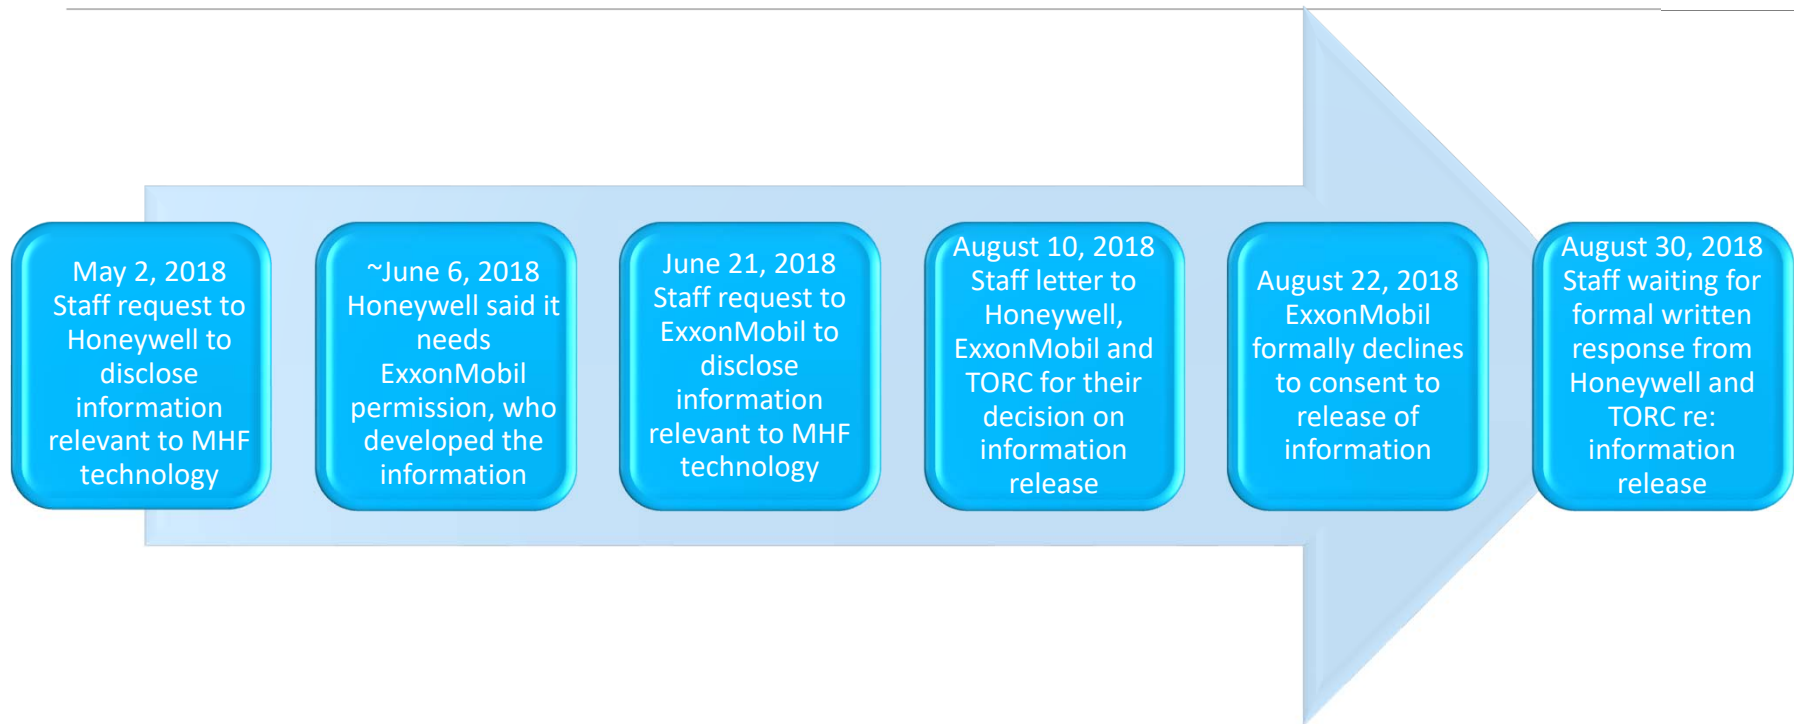 May 2, 2018
Staff request to
Honeywell to
disclose
information
relevant to MHF
technology
~June 6, 2018
Honeywell said it
needs
ExxonMobil
permission, who
developed the
information
June 21, 2018
Staff request to
ExxonMobil to
disclose
information
relevant to MHF
technology
August 10, 2018
Staff letter to
Honeywell,
ExxonMobil and
TORC for their
decision on
information
release
August 22, 2018
ExxonMobil
formally declines
to consent to
release of
information
August 30, 2018
Staff waiting for
formal written
response from
Honeywell and
TORC re:
information
release